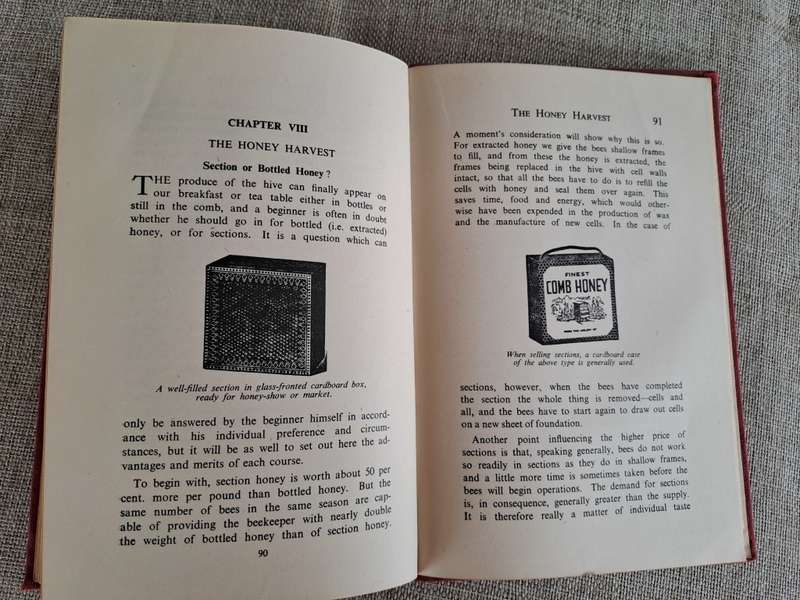 CHAPTER VIII
THE HONEY HARVEST
Section or Bottled Honey?
THE produce of the hive can finally appear on
our breakfast or tea table either in bottles or
still in the comb, and a beginner is often in doubt
whether he should go in for bottled (i.e. extracted)
honey, or for sections. It is a question which can
A well-filled section in glass-fronted cardboard box,
ready for honey-show or market.
only be answered by the beginner himself in accord-
ance with his individual preference and circum-
stances, but it will be as well to set out here the ad-
vantages and merits of each course.
To begin with, section honey is worth about 50 per
cent. more per pound than bottled honey. But the
same number of bees in the same season are cap-
able of providing the beekeeper with nearly double
the weight of bottled honey than of section honey.
90
THE HONEY HARVEST 91
A moment's consideration will show why this is so.
For extracted honey we give the bees shallow frames
to fill, and from these the honey is extracted, the
frames being replaced in the hive with cell walls
intact, so that all the bees have to do is to refill the
cells with honey and seal them over again. This
saves time, food and energy, which would other-
wise have been expended in the production of wax
and the manufacture of new cells. In the case of
FINEST
COMB HONEY
When selling sections, a cardboard case
of the above type is generally used.
sections, however, when the bees have completed
the section the whole thing is removed—cells and
all, and the bees have to start again to draw out cells
on a new sheet of foundation.
Another point influencing the higher price of
sections is that, speaking generally, bees do not work
so readily in sections as they do in shallow frames,
and a little more time is sometimes taken before the
bees will begin operations. The demand for sections
is, in consequence, generally greater than the supply.
It is therefore really a matter of individual taste